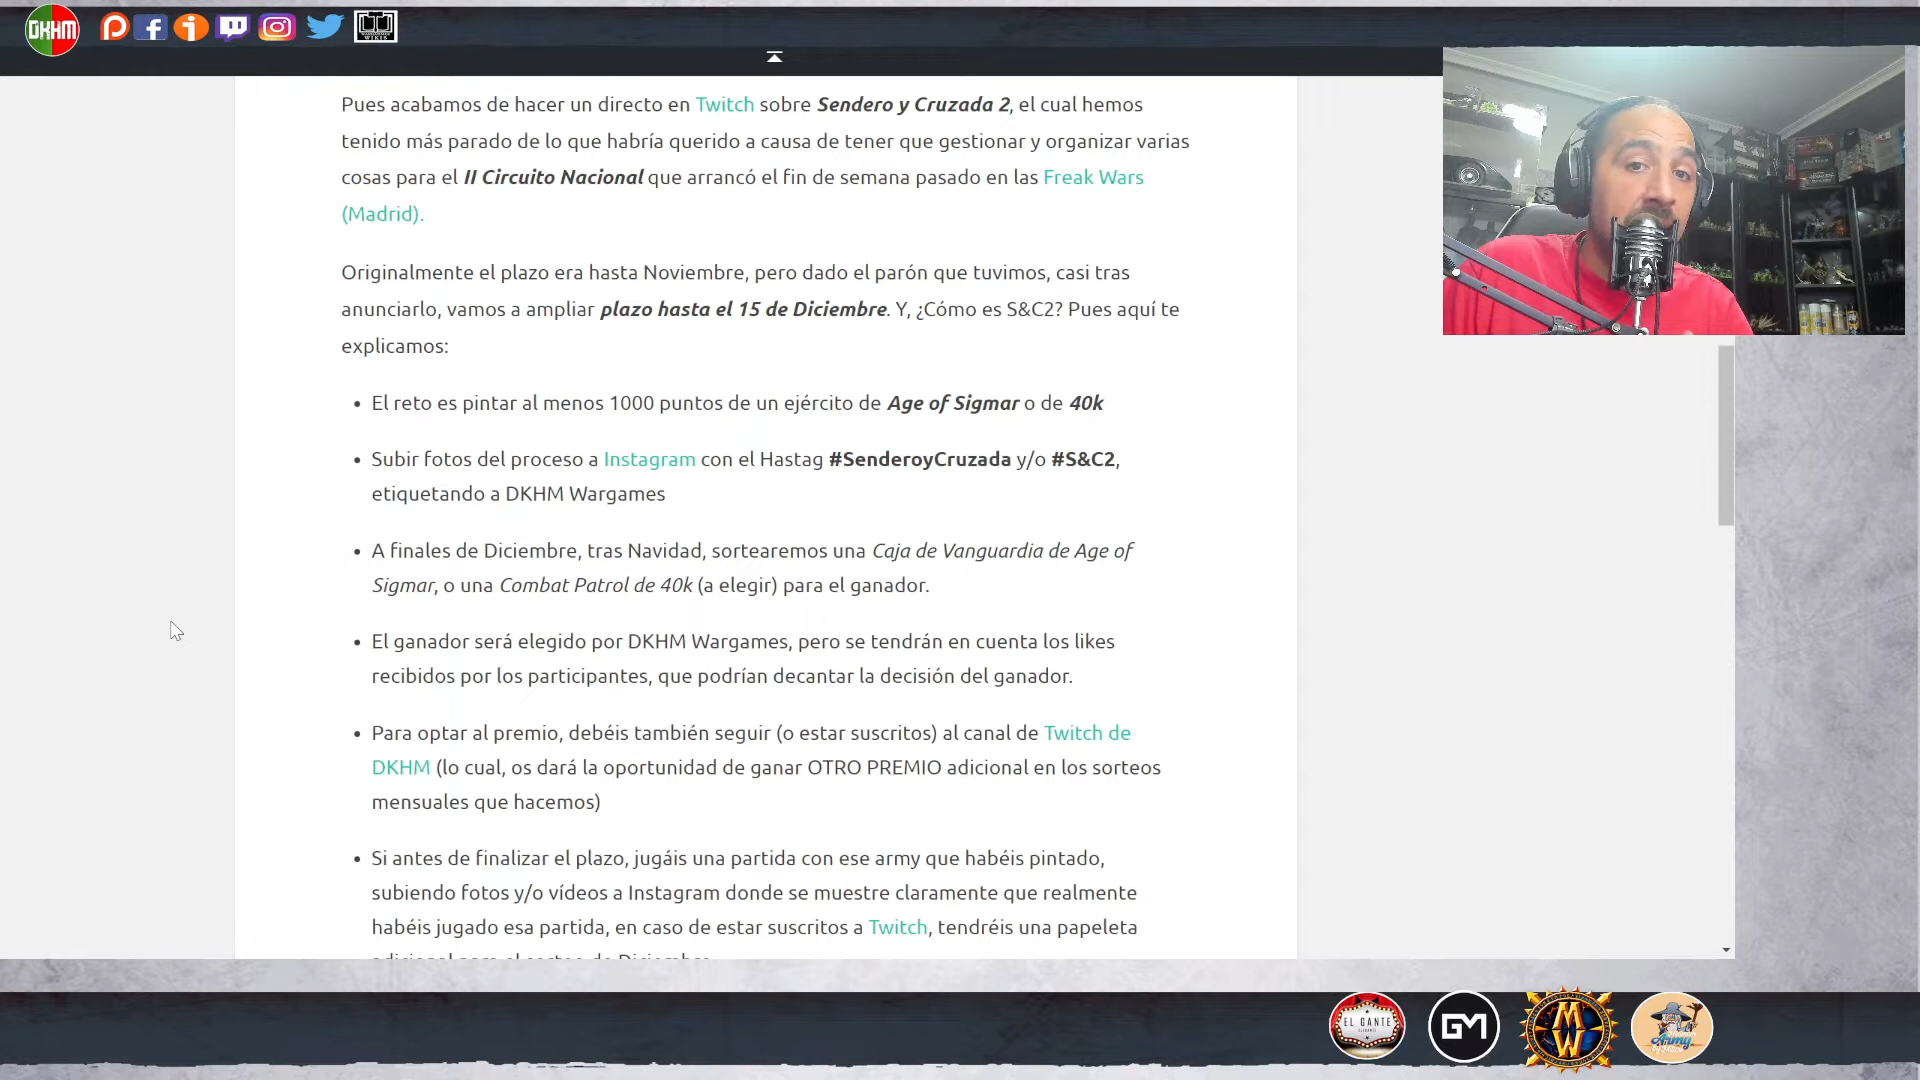 DKHM
WIKIS
Pues acabamos de hacer un directo en Twitch sobre Sendero y Cruzada 2, el cual hemos
tenido más parado de lo que habría querido a causa de tener que gestionar y organizar varias
cosas para el II Circuito Nacional que arrancó el fin de semana pasado en las Freak Wars
(Madrid).
Originalmente el plazo era hasta Noviembre, pero dado el parón que tuvimos, casi tras
anunciarlo, vamos a ampliar plazo hasta el 15 de Diciembre. Y, ¿Cómo es S&C2? Pues aquí te
explicamos:
• El reto es pintar al menos 1000 puntos de un ejército de Age of Sigmar o de 40k
• Subir fotos del proceso a Instagram con el Hastag #SenderoyCruzada y/o #S&C2,
etiquetando a DKHM Wargames
• A finales de Diciembre, tras Navidad, sortearemos una Caja de Vanguardia de Age of
Sigmar, o una Combat Patrol de 40k (a elegir) para el ganador.
• El ganador será elegido por DKHM Wargames, pero se tendrán en cuenta los likes
recibidos por los participantes, que podrían decantar la decisión del ganador.
• Para optar al premio, debéis también seguir (o estar suscritos) al canal de Twitch de
DKHM (lo cual, os dará la oportunidad de ganar OTRO PREMIO adicional en los sorteos
mensuales que hacemos)
• Si antes de finalizar el plazo, jugáis una partida con ese army que habéis pintado,
subiendo fotos y/o vídeos a Instagram donde se muestre claramente que realmente
habéis jugado esa partida, en caso de estar suscritos a Twitch, tendréis una papeleta
adicional para el sorteo de Diciembre
EL GANTE
GM
MW
Army